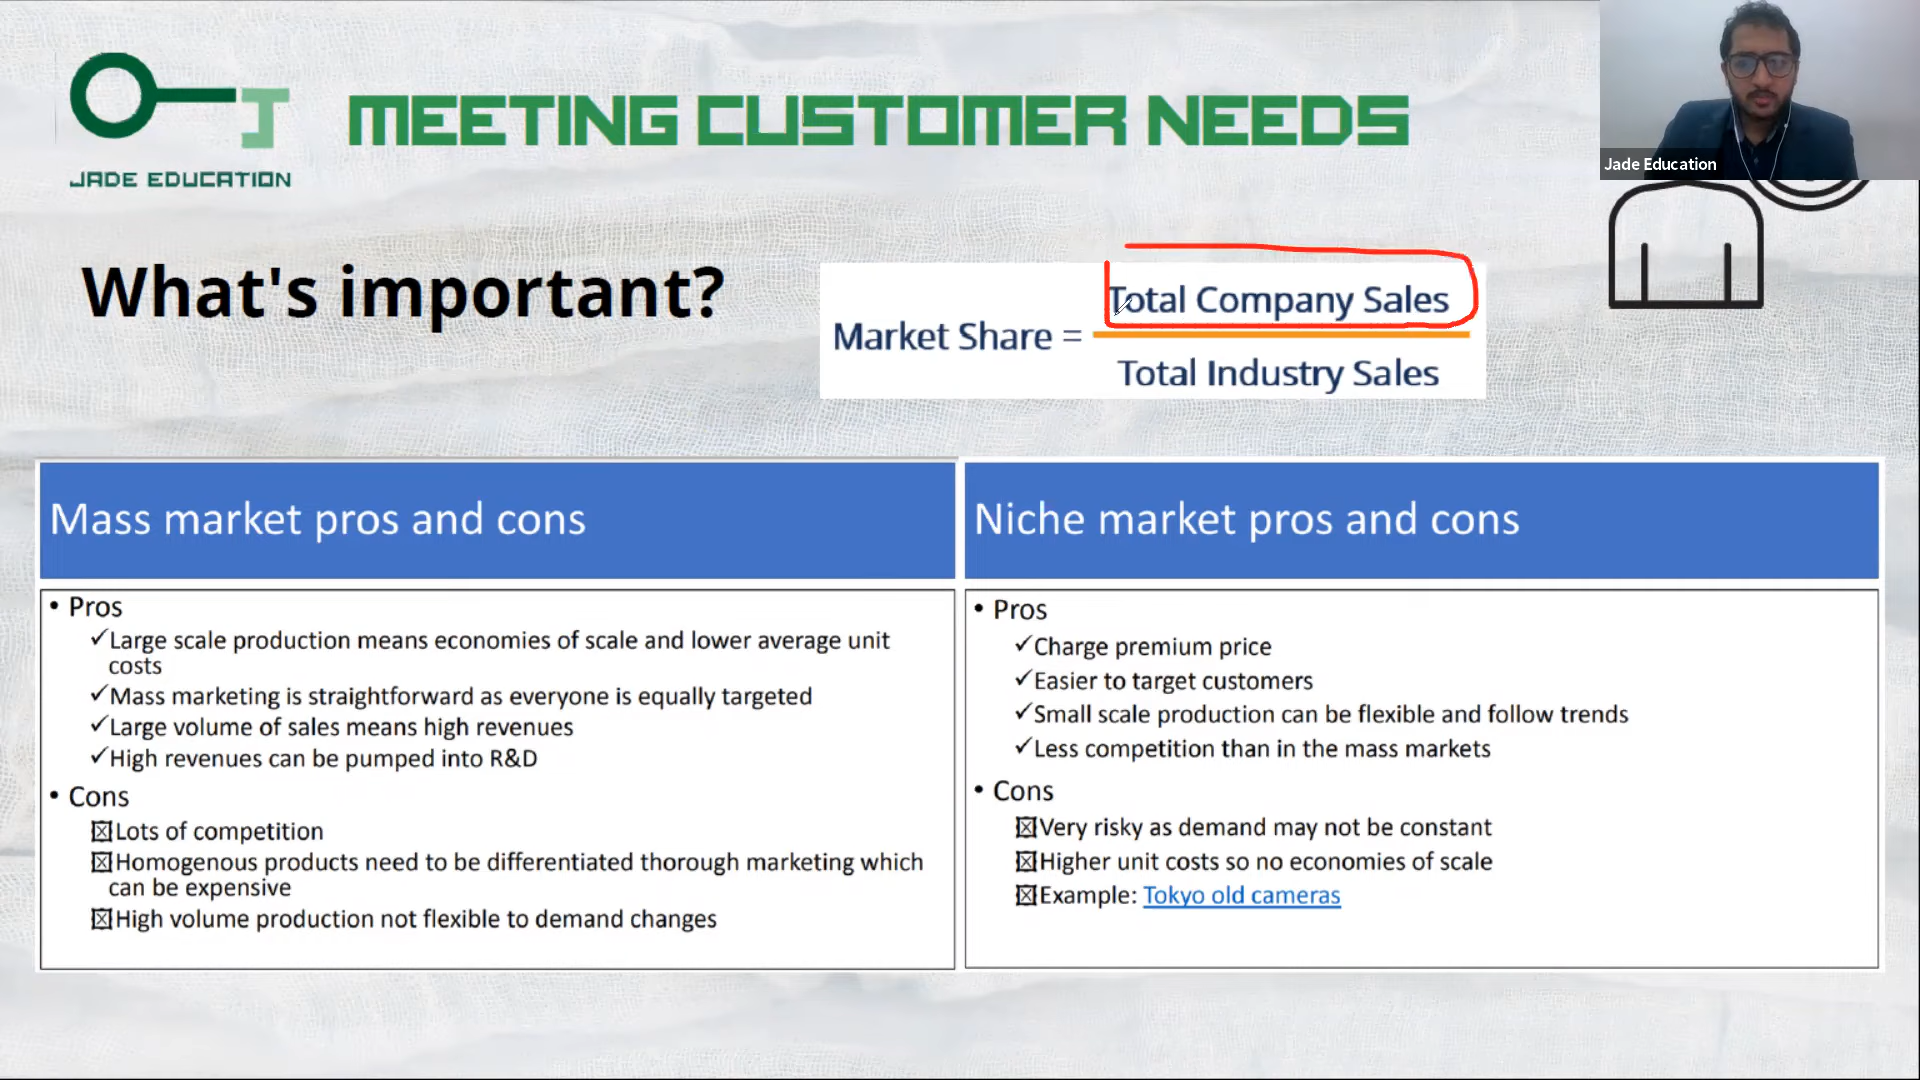 MEETING CUSTOMER NEEDS
J
JADE EDUCATION
Jade Education
What's important?
Total Company Sales
Market Share =
Total Industry Sales
Mass market pros and cons
• Pros
✓Large scale production means economies of scale and lower average unit
costs
✓Mass marketing is straightforward as everyone is equally targeted
✓Large volume of sales means high revenues
✓High revenues can be pumped into R&D
• Cons
☒Lots of competition
☒Homogenous products need to be differentiated thorough marketing which
can be expensive
☒High volume production not flexible to demand changes
Niche market pros and cons
• Pros
✓Charge premium price
✓Easier to target customers
✓Small scale production can be flexible and follow trends
✓Less competition than in the mass markets
• Cons
☒Very risky as demand may not be constant
☒Higher unit costs so no economies of scale
☒Example: Tokyo old cameras